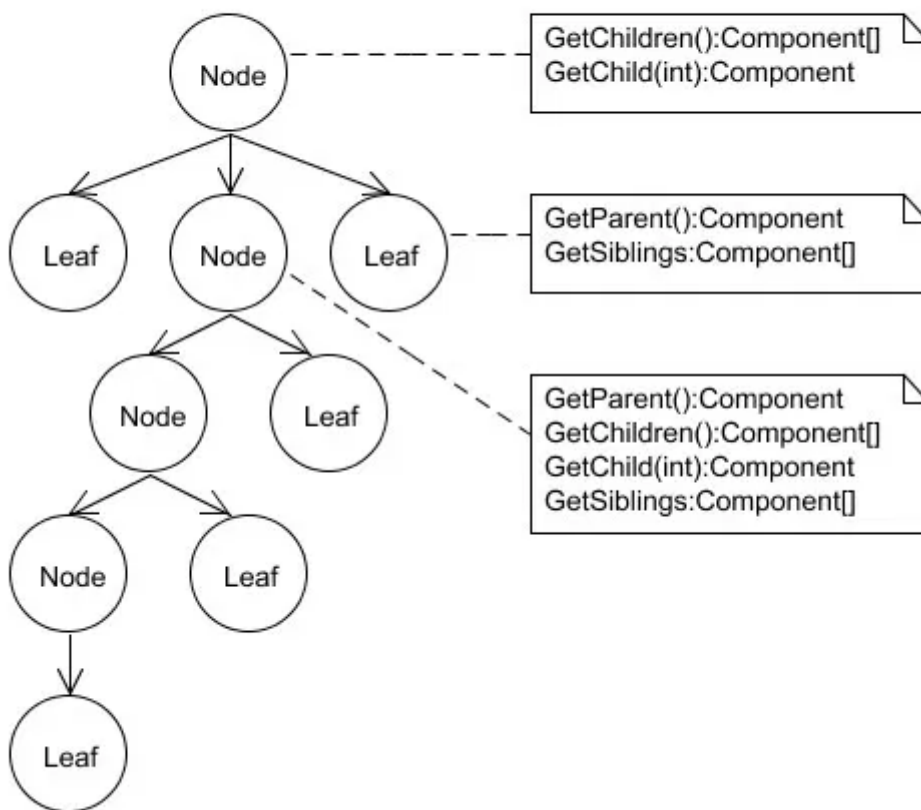 Node
GetChildren():Component[]
GetChild(int):Component
Leaf
Node
Leaf
GetParent():Component
GetSiblings:Component[]
Node
Leaf
GetParent():Component
GetChildren():Component[]
GetChild(int):Component
GetSiblings:Component[]
Node
Leaf
Leaf